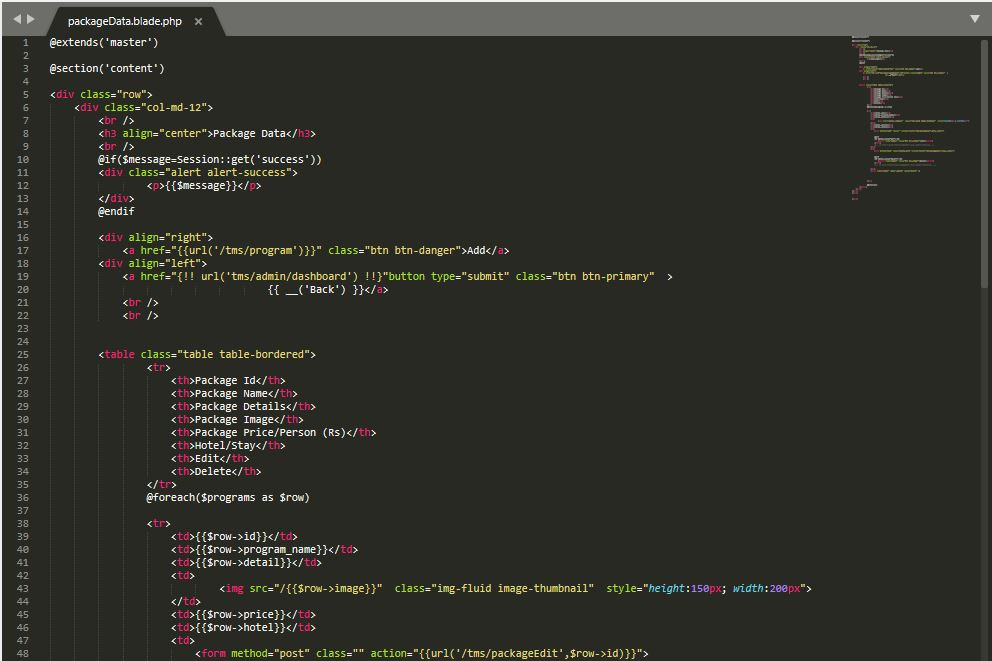 packageData.blade.php ×
1 @extends('master')
2
3 @section('content')
4
5 <div class="row">
6 <div class="col-md-12">
7 <br />
8 <h3 align="center">Package Data</h3>
9 <br />
10 @if($message=Session::get('success'))
11 <div class="alert alert-success">
12 <p>{{$message}}</p>
13 </div>
14 @endif
15
16 <div align="right">
17 <a href="{{url('/tms/program')}}" class="btn btn-danger">Add</a>
18 <div align="left">
19 <a href="{!! url('tms/admin/dashboard') !!}"button type="submit" class="btn btn-primary" >
20 {{ __('Back') }}</a>
21 <br />
22 <br />
23
24
25 <table class="table table-bordered">
26 <tr>
27 <th>Package Id</th>
28 <th>Package Name</th>
29 <th>Package Details</th>
30 <th>Package Image</th>
31 <th>Package Price/Person (Rs)</th>
32 <th>Hotel/Stay</th>
33 <th>Edit</th>
34 <th>Delete</th>
35 </tr>
36 @foreach($programs as $row)
37
38 <tr>
39 <td>{{$row->id}}</td>
40 <td>{{$row->program_name}}</td>
41 <td>{{$row->detail}}</td>
42 <td>
43 <img src="/{{$row->image}}" class="img-fluid image-thumbnail" style="height:150px; width:200px">
44 </td>
45 <td>{{$row->price}}</td>
46 <td>{{$row->hotel}}</td>
47 <td>
48 <form method="post" class="" action="{{url('/tms/packageEdit',$row->id)}}">